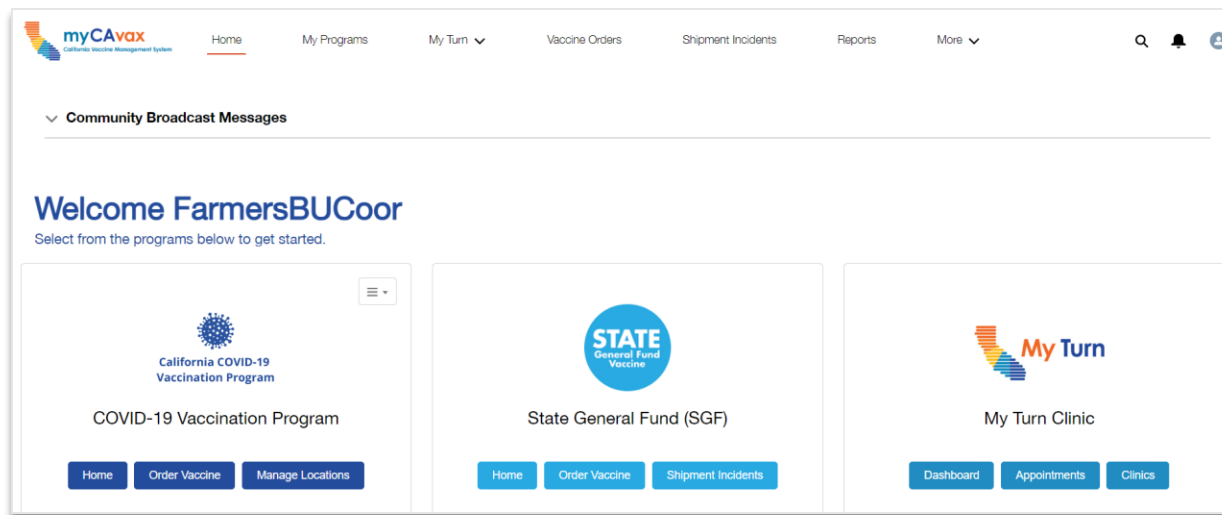 myCAvax
California Vaccine Management System
Home
My Programs
My Turn
Vaccine Orders
Shipment Incidents
Reports
More
Community Broadcast Messages
Welcome FarmersBUCoor
Select from the programs below to get started.
California COVID-19
Vaccination Program
COVID-19 Vaccination Program
Home
Order Vaccine
Manage Locations
STATE
General Fund
Vaccine
State General Fund (SGF)
Home
Order Vaccine
Shipment Incidents
My Turn
My Turn Clinic
Dashboard
Appointments
Clinics